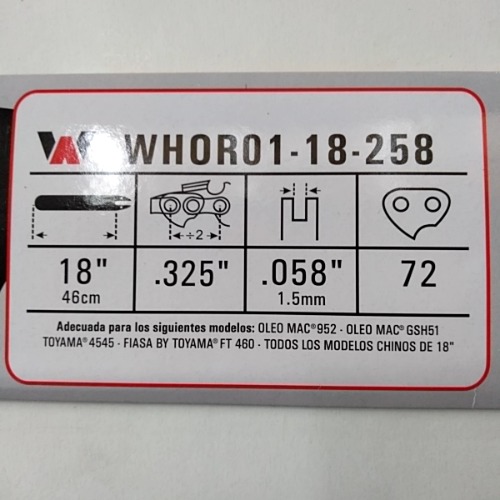 WHOR01-18-258
÷2
18" .325" .058" 72
46cm 1.5mm
Adecuada para los siguientes modelos: OLEO MAC®952 - OLEO MAC® GSH51
TOYAMA® 4545 - FIASA BY TOYAMA® FT 460 - TODOS LOS MODELOS CHINOS DE 18"